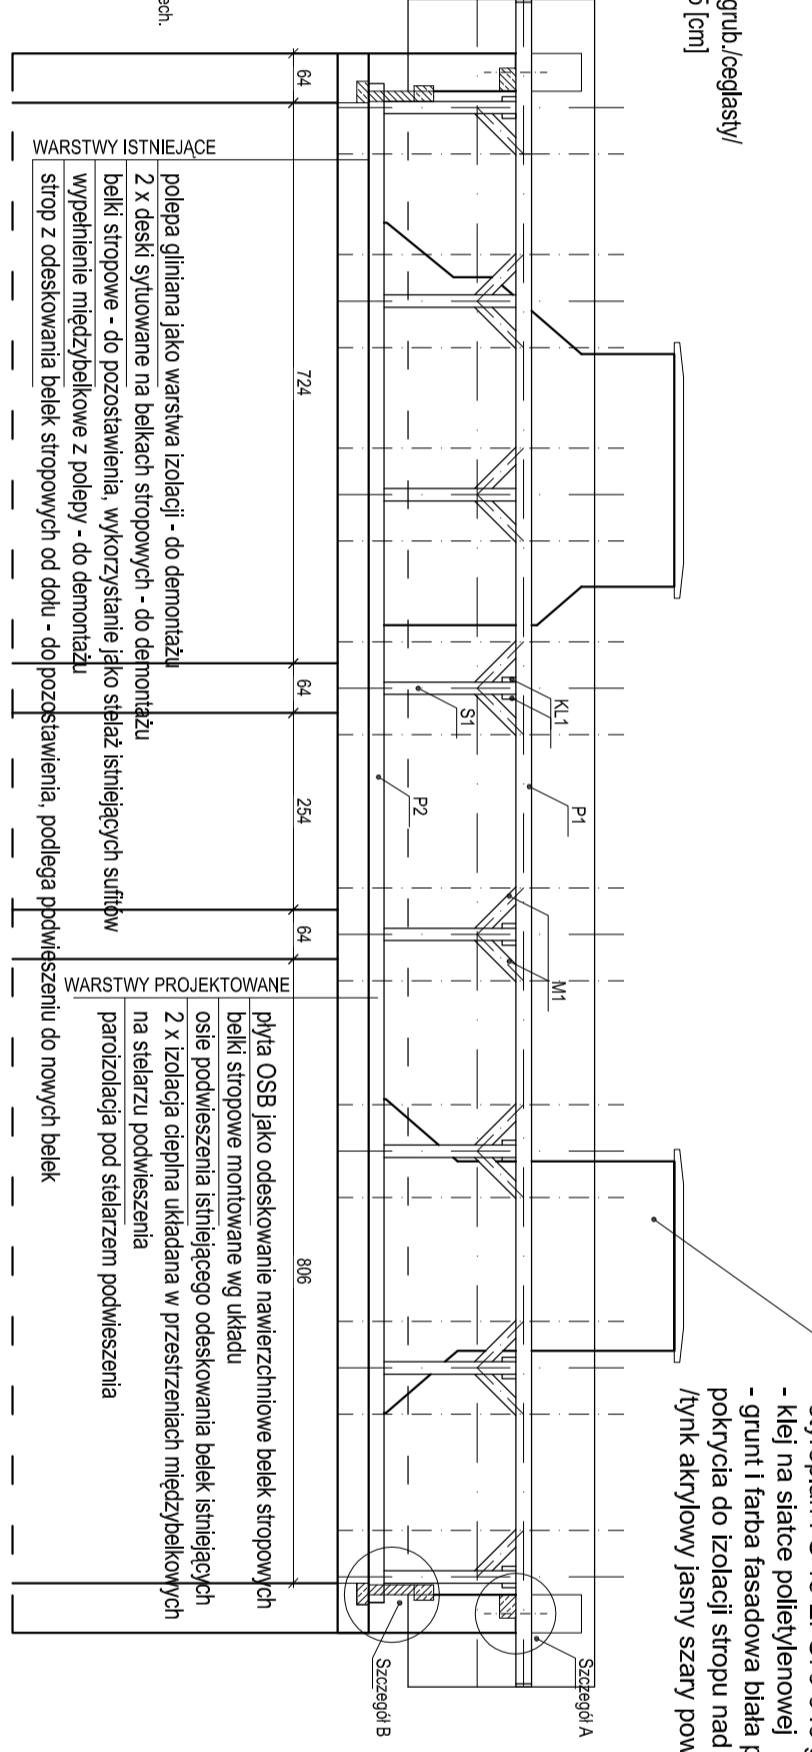 grub./ceglasty/
[cm]
ech.
64
724
64
254
64
806
WARSTWY ISTNIEJĄCE
polepa gliniana jako warstwa izolacji - do demontażu
2 x deski sytuowane na belkach stropowych - do demontażu
belki stropowe - do pozostawienia, wykorzystanie jako stelaż istniejących sufitów
wypełnienie międzybelkowe z polepy - do demontażu
strop z odeskowania belek stropowych od dołu - do pozostawienia, podlega podwieszeniu do nowych belek
KL1
S1
P1
P2
M1
WARSTWY PROJEKTOWANE
płyta OSB jako odeskowanie nawierzchniowe belek stropowych
belki stropowe montowane wg układu
osie podwieszenia istniejącego odeskowania belek istniejących
2 x izolacja cieplna układana w przestrzeniach międzybelkowych
na stelarzu podwieszenia
paroizolacja pod stelarzem podwieszenia
- klej na siatce polietylenowej
- grunt i farba fasadowa biała
pokrycia do izolacji stropu nad
/tynk akrylowy jasny szary pow
Szczegół A
Szczegół B